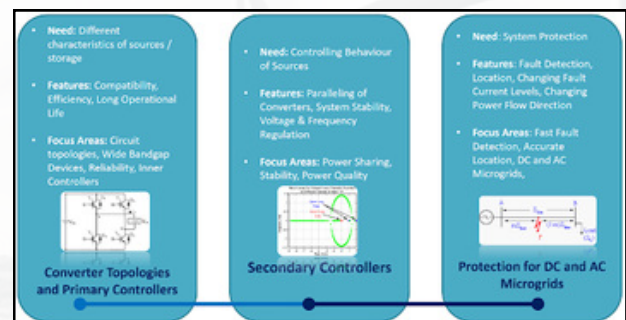 • Need: Different
characteristics of sources /
storage
• Features: Compatibility,
Efficiency, Long Operational
Life
• Focus Areas: Circuit
topologies, Wide Bandgap
Devices, Reliability, Inner
Controllers
Converter Topologies
and Primary Controllers
• Need: Controlling Behaviour
of Sources
• Features: Paralleling of
Converters, System Stability,
Voltage & Frequency
Regulation
• Focus Areas: Power Sharing,
Stability, Power Quality
Secondary Controllers
• Need: System Protection
• Features: Fault Detection,
Location, Changing Fault
Current Levels, Changing
Power Flow Direction
• Focus Areas: Fast Fault
Detection, Accurate
Location, DC and AC
Microgrids,
Protection for DC and AC
Microgrids